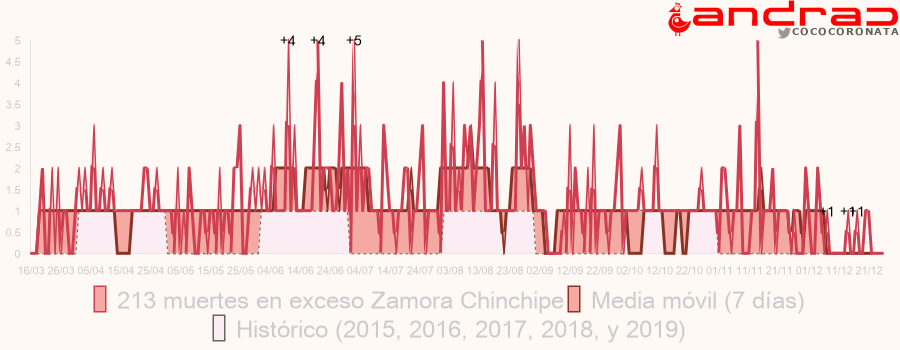 andrac
COCOCORONATA
+4 +4 +5
5
4.5
4
3.5
3
2.5
2
1.5
1
0.5
0
+1 +11
16/03 26/03 05/04 15/04 25/04 05/05 15/05 25/05 04/06 14/06 24/06 04/07 14/07 24/07 03/08 13/08 23/08 02/09 12/09 22/09 02/10 12/10 22/10 01/11 11/11 21/11 01/12 11/12 21/12
213 muertes en exceso Zamora Chinchipe Media móvil (7 días)
Histórico (2015, 2016, 2017, 2018, y 2019)